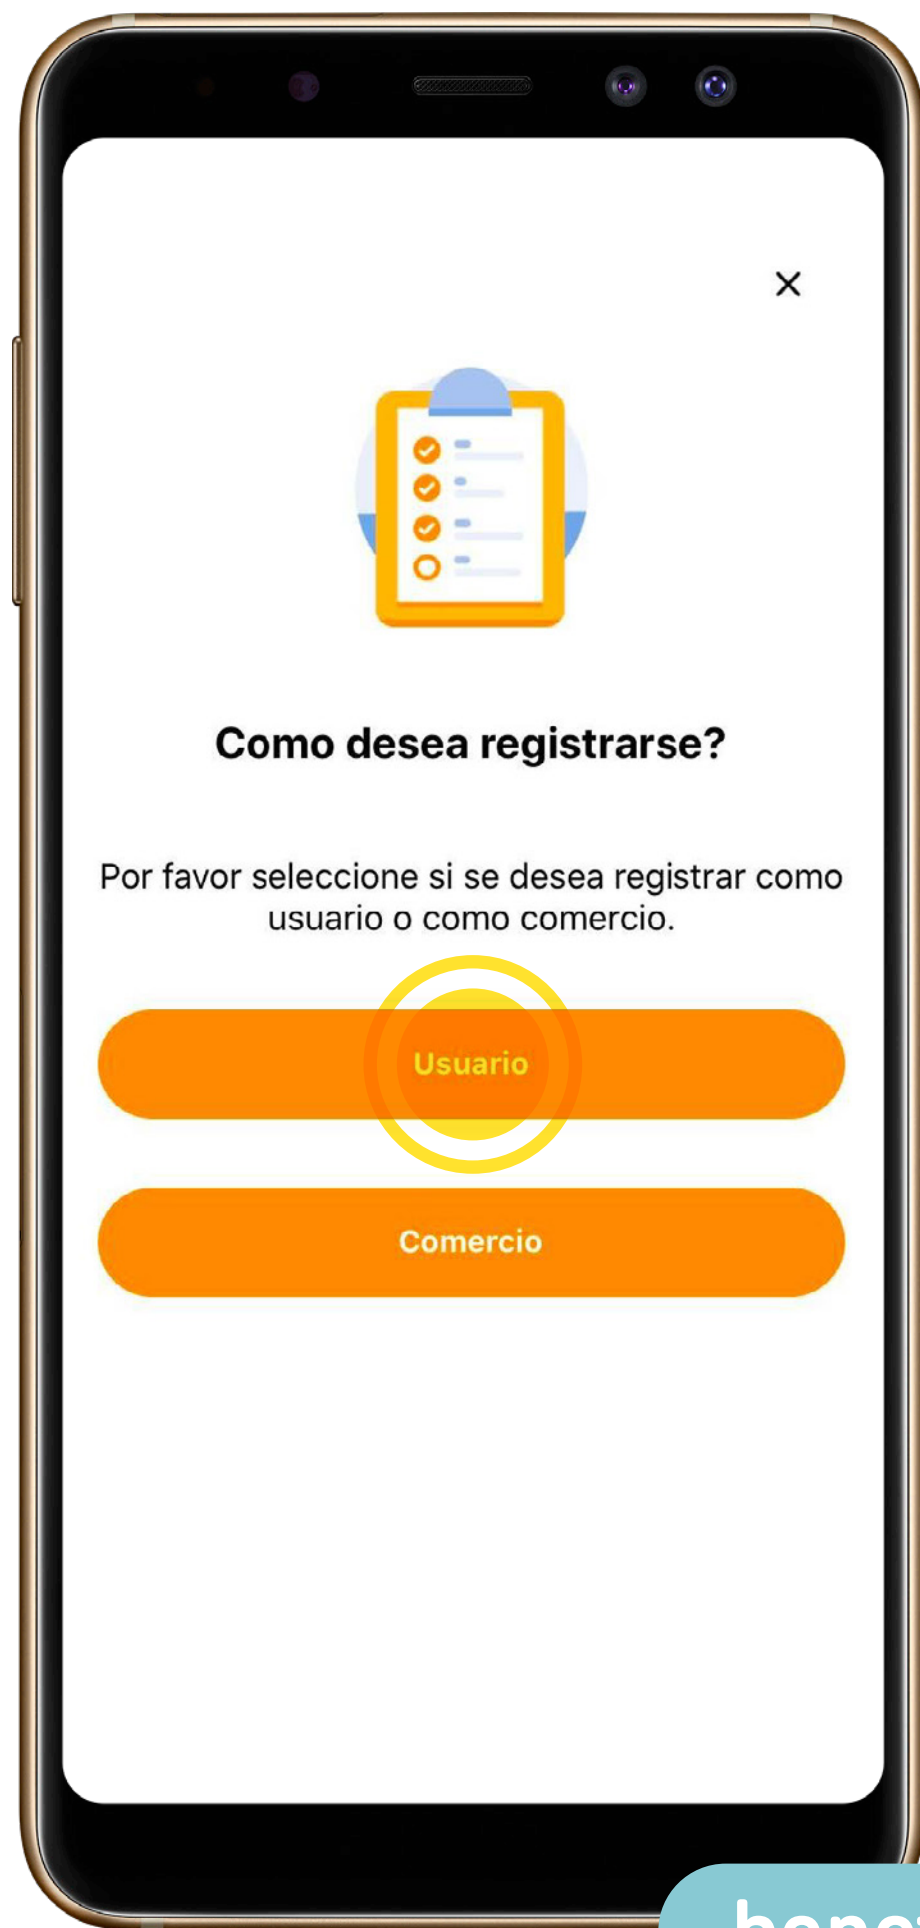 Como desea registrarse?
Por favor seleccione si se desea registrar como
usuario o como comercio.
Usuario
Comercio